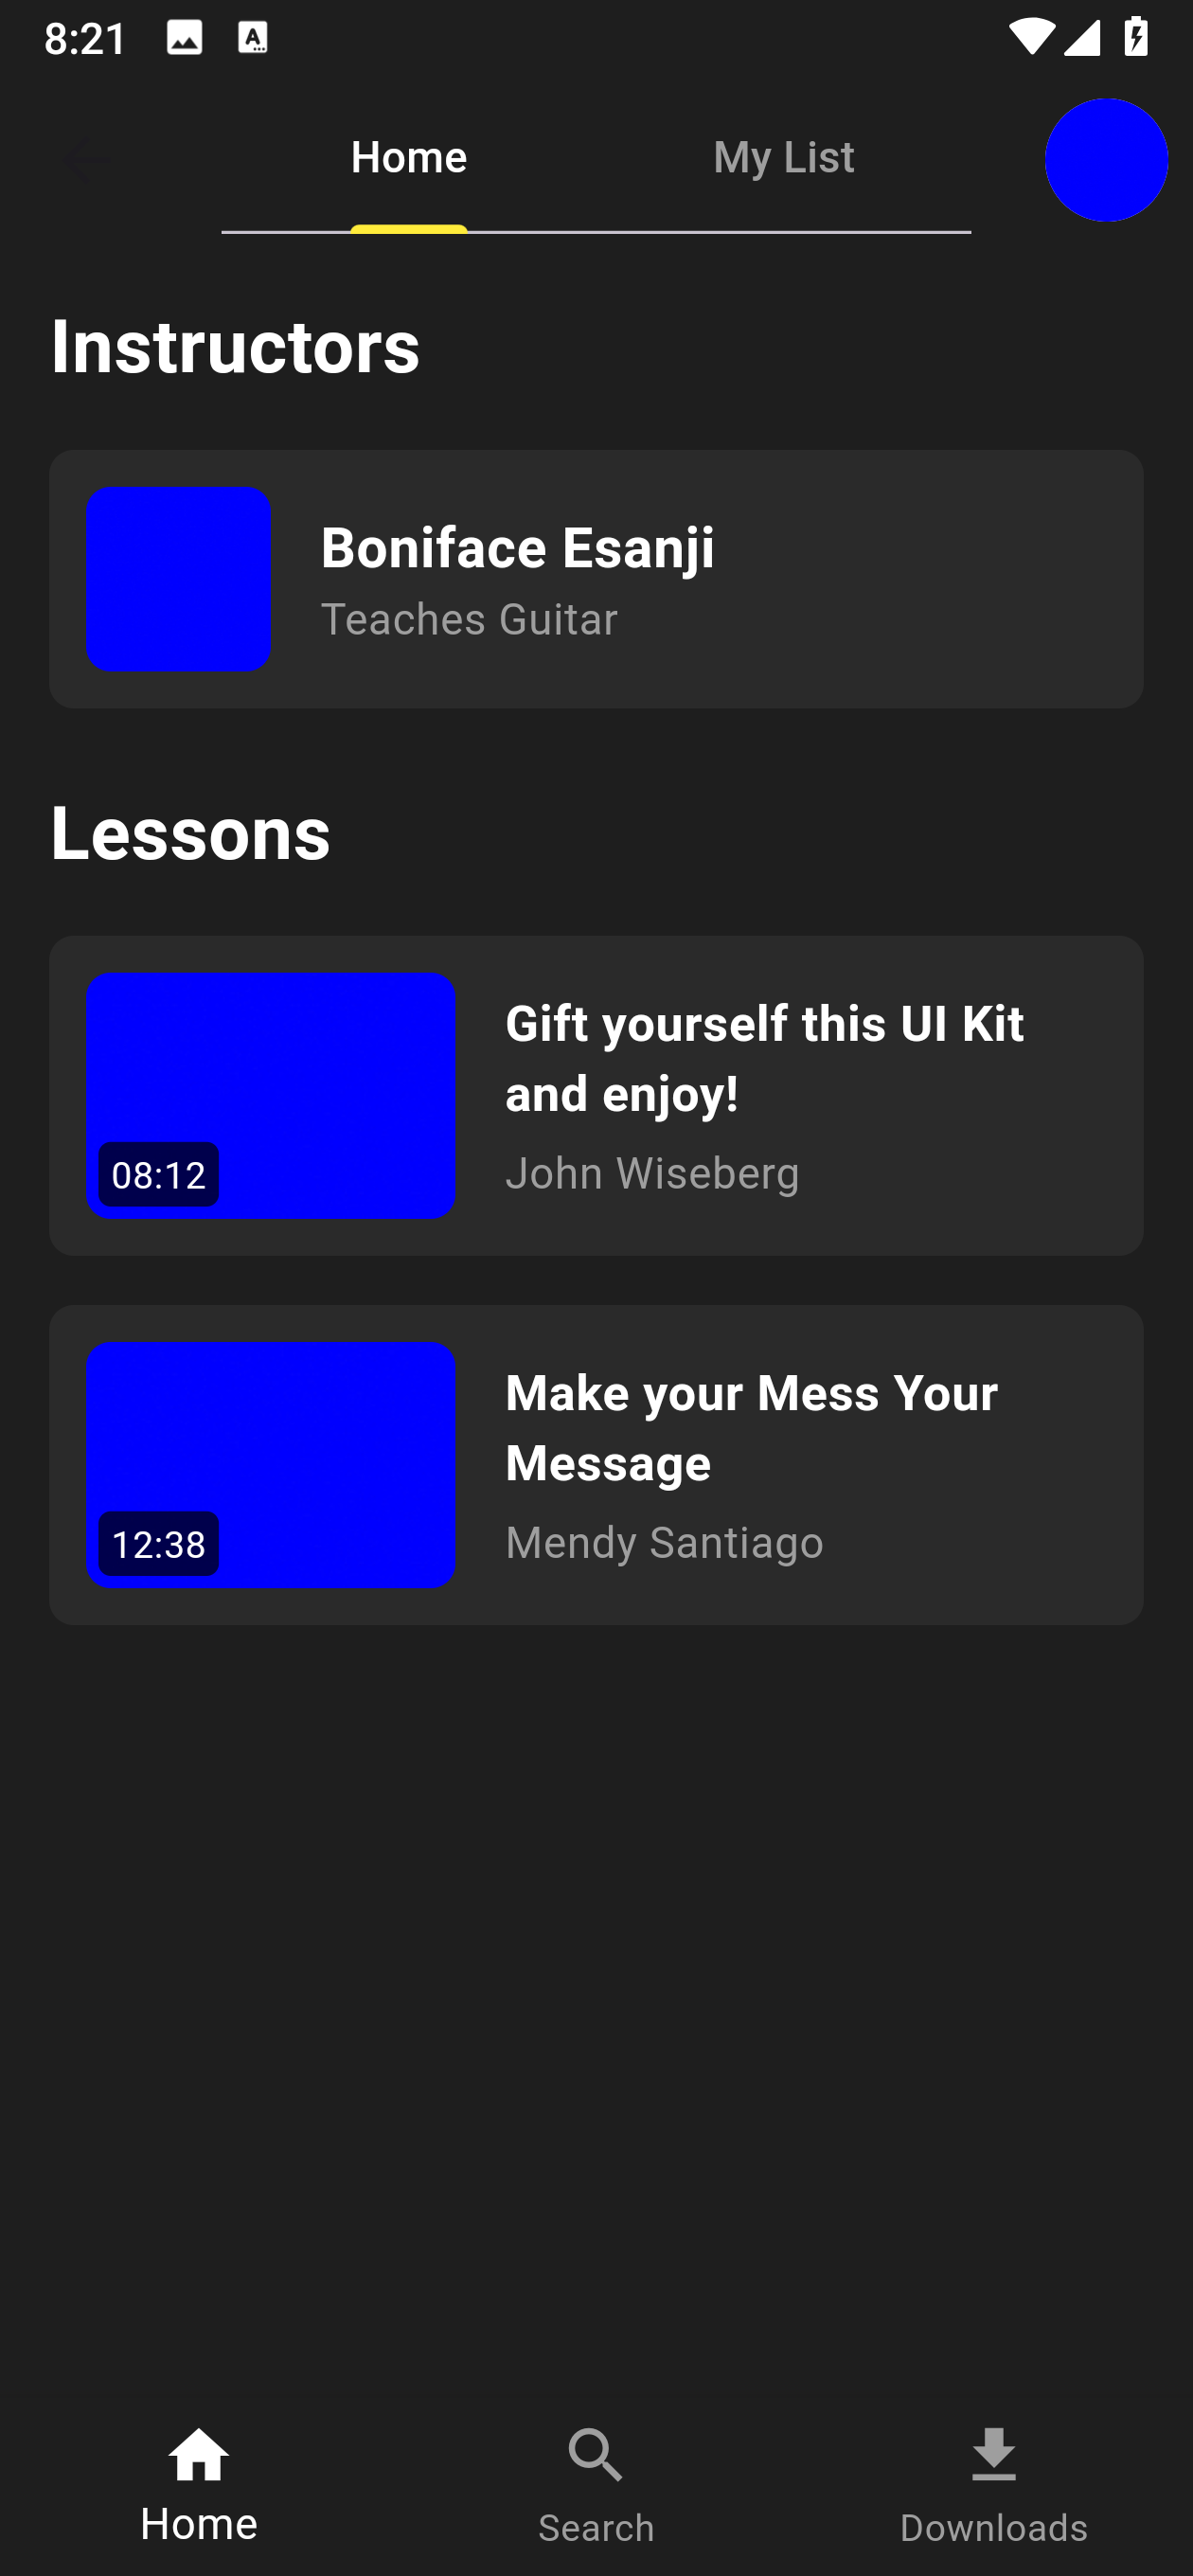 8:21
Home
My List
Instructors
Boniface Esanji
Teaches Guitar
Lessons
Gift yourself this UI Kit
and enjoy!
John Wiseberg
08:12
Make your Mess Your
Message
Mendy Santiago
12:38
Home
Search
Downloads